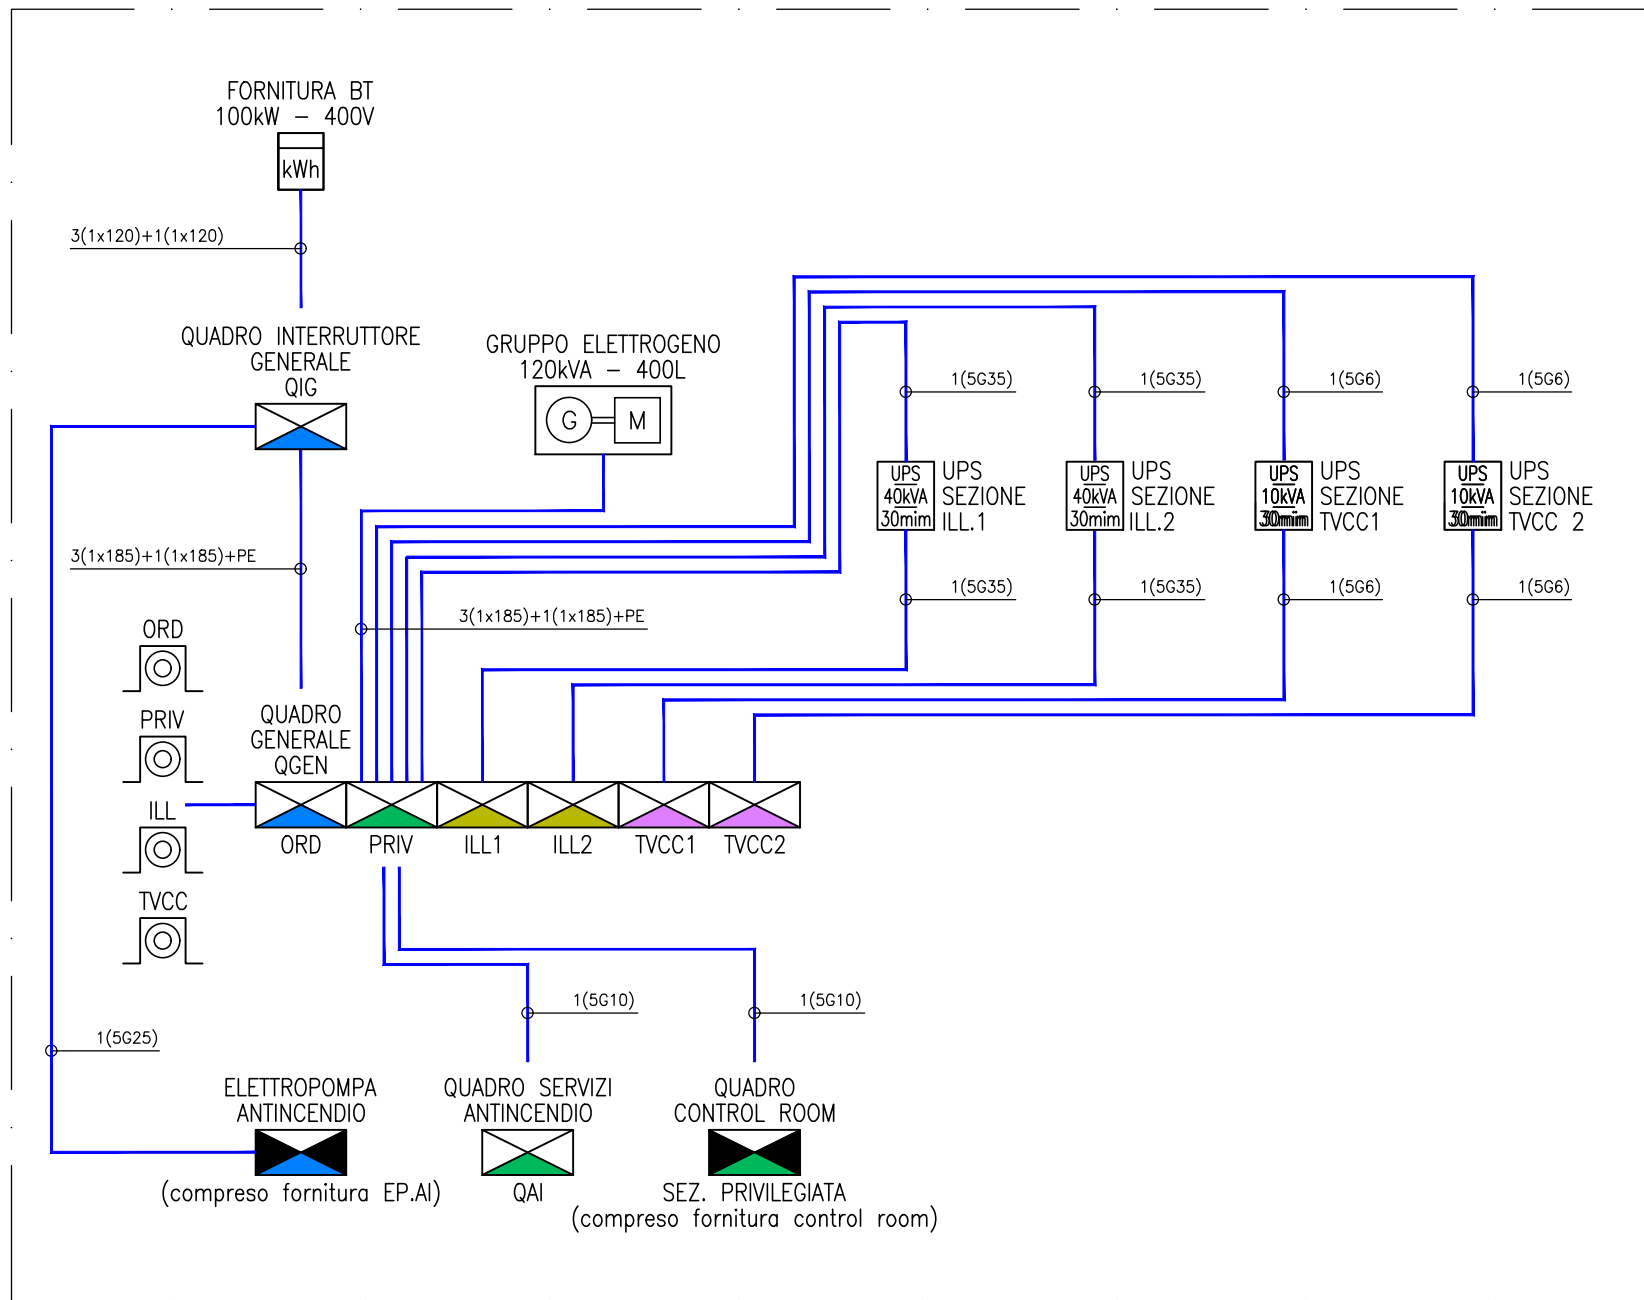 FORNITURA BT
100kW – 400V
kWh
3(1x120)+1(1x120)
QUADRO INTERRUTTORE
GENERALE
QIG
GRUPPO ELETTROGENO
120kVA – 400L
G
M
1(5G35)
1(5G35)
1(5G6)
1(5G6)
UPS
40kVA
30mim
UPS
SEZIONE
ILL.1
UPS
40kVA
30mim
UPS
SEZIONE
ILL.2
UPS
10kVA
30mim
UPS
SEZIONE
TVCC1
UPS
10kVA
30mim
UPS
SEZIONE
TVCC 2
3(1x185)+1(1x185)+PE
1(5G35)
1(5G35)
1(5G6)
1(5G6)
3(1x185)+1(1x185)+PE
ORD
PRIV
ILL
TVCC
QUADRO
GENERALE
QGEN
ORD
PRIV
ILL1
ILL2
TVCC1
TVCC2
1(5G10)
1(5G10)
1(5G25)
ELETTROPOMPA
ANTINCENDIO
(compreso fornitura EP.AI)
QUADRO SERVIZI
ANTINCENDIO
QAI
QUADRO
CONTROL ROOM
SEZ. PRIVILEGIATA
(compreso fornitura control room)